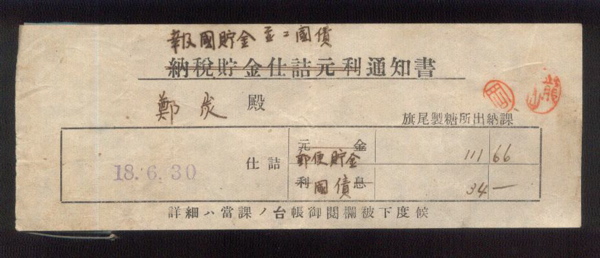 報國貯金並ニ國債
納税貯金仕詰元利通知書
鄭炭 殿
龍山
旗尾製糖所出納課
18.6.30 仕詰
元金
郵便貯金 111 66
利息
國債 34 —
詳細ハ當課ノ台帳御閲覽被下度候